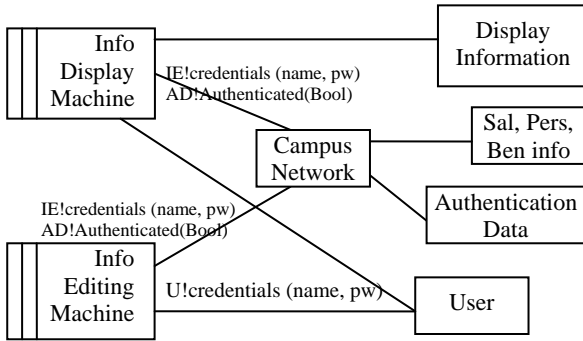 Info
Display
Machine
Display
Information
IE!credentials (name, pw)
AD!Authenticated(Bool)
Campus
Network
Sal, Pers,
Ben info
Authentication
Data
IE!credentials (name, pw)
AD!Authenticated(Bool)
Info
Editing
Machine
U!credentials (name, pw)
User